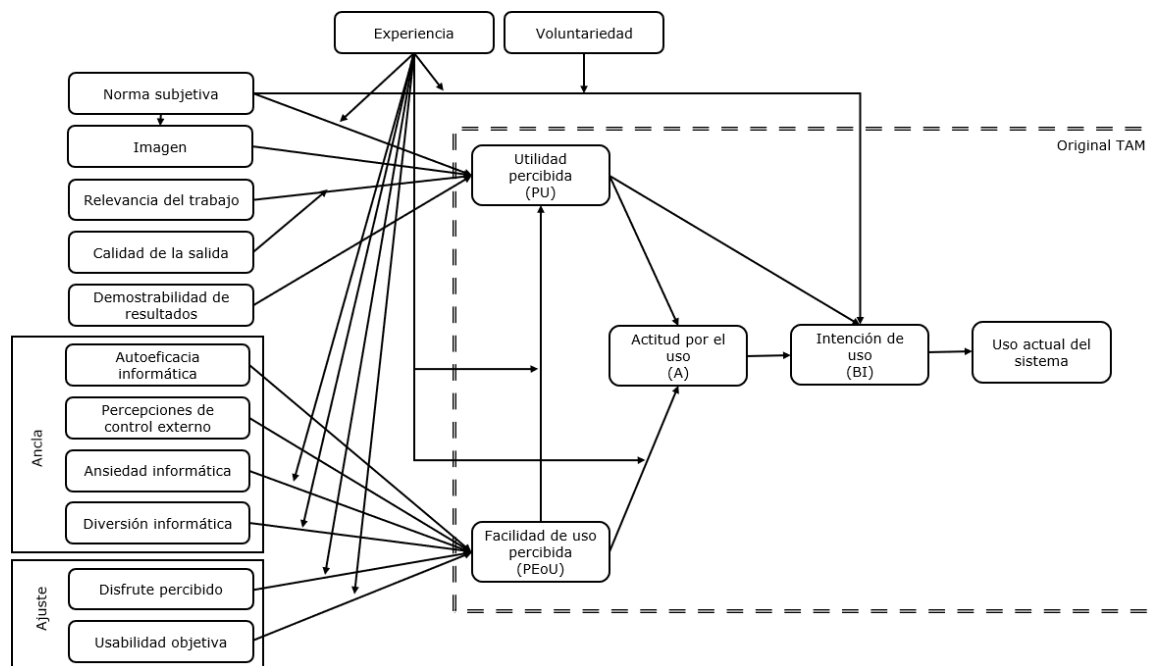 Experiencia
Voluntariedad
Norma subjetiva
Imagen
Relevancia del trabajo
Calidad de la salida
Demostrabilidad de
resultados
Original TAM
Utilidad
percibida
(PU)
Actitud por el
uso
(A)
Intención de
uso
(BI)
Uso actual del
sistema
Ancla
Autoeficacia
informática
Percepciones de
control externo
Ansiedad informática
Diversión informática
Facilidad de uso
percibida
(PEoU)
Ajuste
Disfrute percibido
Usabilidad objetiva